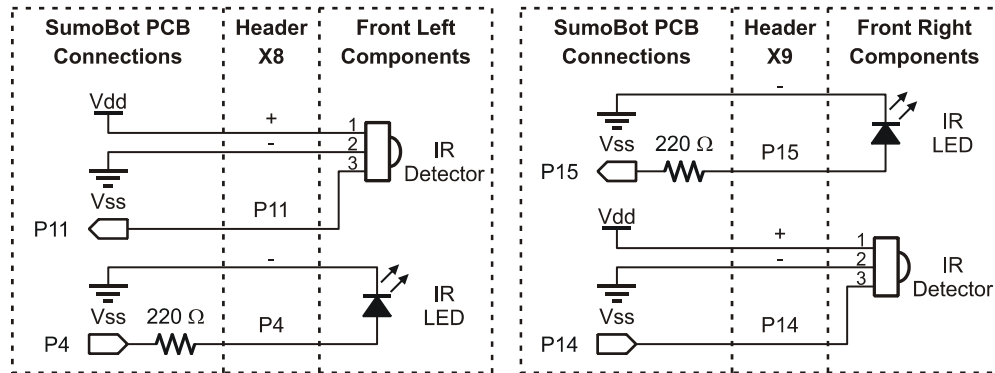 SumoBot PCB Connections
Header X8
Front Left Components
Vdd
+
1
-
2
3
IR Detector
Vss
P11
P11
-
IR LED
Vss
220 Ω
P4
P4
SumoBot PCB Connections
Header X9
Front Right Components
-
IR LED
Vss
220 Ω
P15
P15
Vdd
+
1
-
2
3
IR Detector
Vss
P14
P14